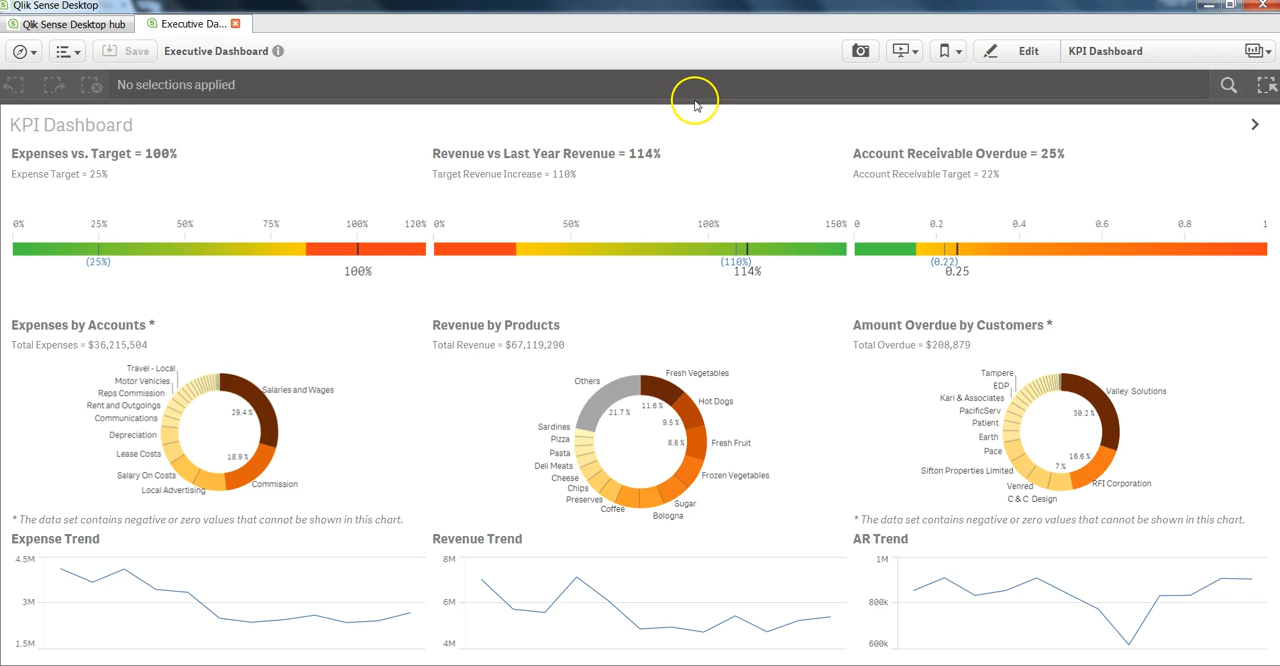 Qlik Sense Desktop
Qlik Sense Desktop hub
Executive Da...
Save
Executive Dashboard
Edit
KPI Dashboard
No selections applied
KPI Dashboard
Expenses vs. Target = 100%
Expense Target = 25%
0% 25% 50% 75% 100% 120%
(25%)
100%
Revenue vs Last Year Revenue = 114%
Target Revenue Increase = 110%
0% 50% 100% 150%
(110%)
114%
Account Receivable Overdue = 25%
Account Receivable Target = 22%
0 0.2 0.4 0.6 0.8 1
(0.22)
0.25
Expenses by Accounts *
Total Expenses = $36,215,504
Travel - Local
Motor Vehicles
Reps Commission
Rent and Outgoings
Communications
Depreciation
Lease Costs
Salary On Costs
Local Advertising
Salaries and Wages
29.4%
18.9%
Commission
* The data set contains negative or zero values that cannot be shown in this chart.
Revenue by Products
Total Revenue = $67,119,290
Others
Fresh Vegetables
21.7%
11.6%
Hot Dogs
9.5%
8.6%
Fresh Fruit
Sardines
Pizza
Pasta
Deli Meats
Cheese
Chips
Preserves
Coffee
Frozen Vegetables
Sugar
Bologna
Amount Overdue by Customers *
Total Overdue = $208,879
Tampere
EDP
Kari & Associates
PacificServ
Patient
Earth
Pace
Sifton Properties Limited
Venred
C & C Design
Valley Solutions
30.2%
16.6%
7%
RFI Corporation
* The data set contains negative or zero values that cannot be shown in this chart.
Expense Trend
4.5M
3M
1.5M
Revenue Trend
8M
6M
4M
AR Trend
1M
800k
600k